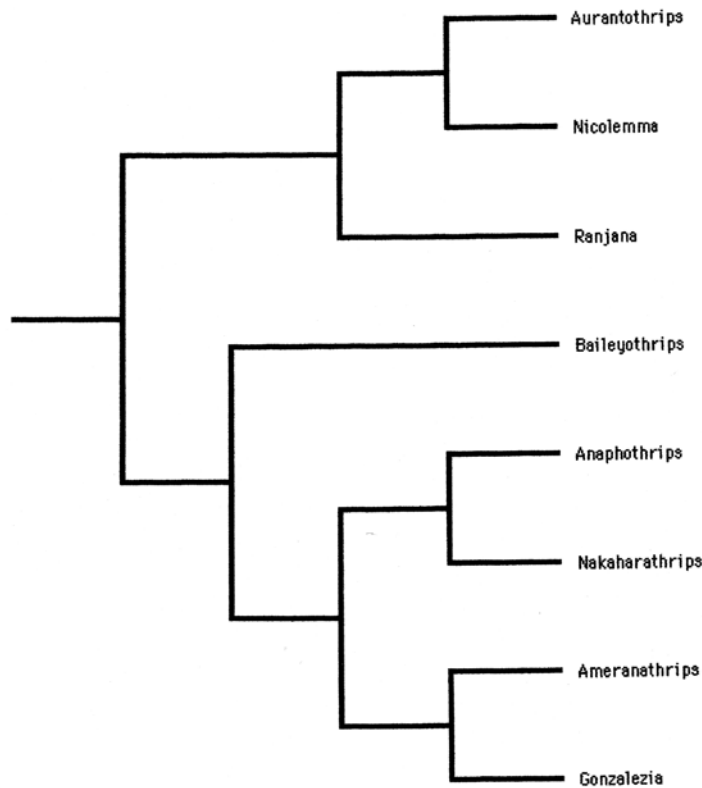 Aurantothrips
Nicolemma
Ranjana
Baileyothrips
Anaphothrips
Nakaharathrips
Ameranathrips
Gonzalezia